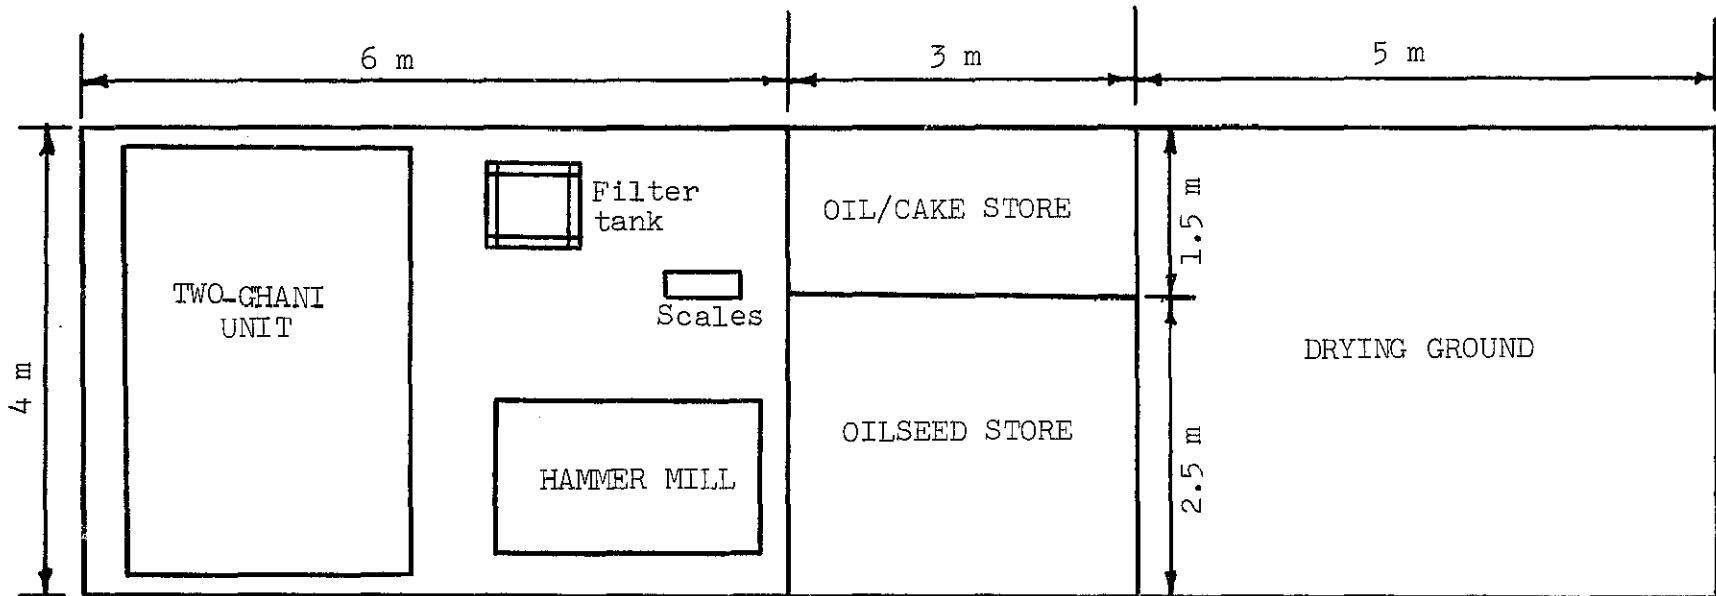 6 m
3 m
5 m
4 m
TWO-GHANI
UNIT
Filter
tank
Scales
HAMMER MILL
OIL/CAKE STORE
OILSEED STORE
1.5 m
2.5 m
DRYING GROUND